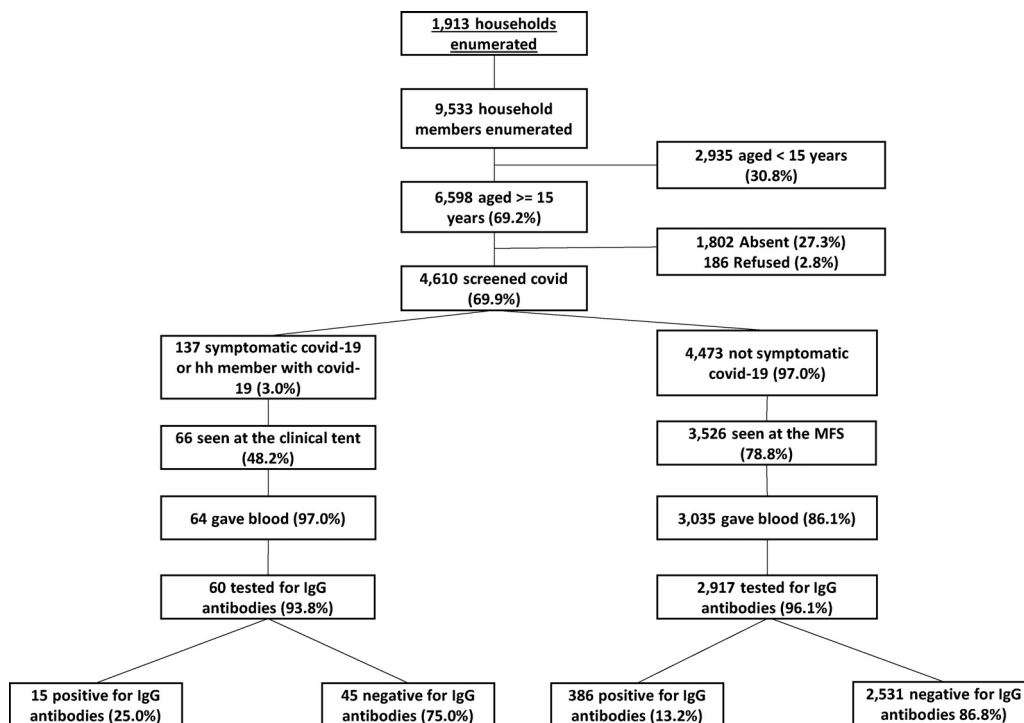 1,913 households
enumerated
9,533 household
members enumerated
2,935 aged < 15 years
(30.8%)
6,598 aged >= 15
years (69.2%)
1,802 Absent (27.3%)
186 Refused (2.8%)
4,610 screened covid
(69.9%)
137 symptomatic covid-19
or hh member with covid-
19 (3.0%)
4,473 not symptomatic
covid-19 (97.0%)
66 seen at the clinical tent
(48.2%)
3,526 seen at the MFS
(78.8%)
64 gave blood (97.0%)
3,035 gave blood (86.1%)
60 tested for IgG
antibodies (93.8%)
2,917 tested for IgG
antibodies (96.1%)
15 positive for IgG
antibodies (25.0%)
45 negative for IgG
antibodies (75.0%)
386 positive for IgG
antibodies (13.2%)
2,531 negative for IgG
antibodies 86.8%)